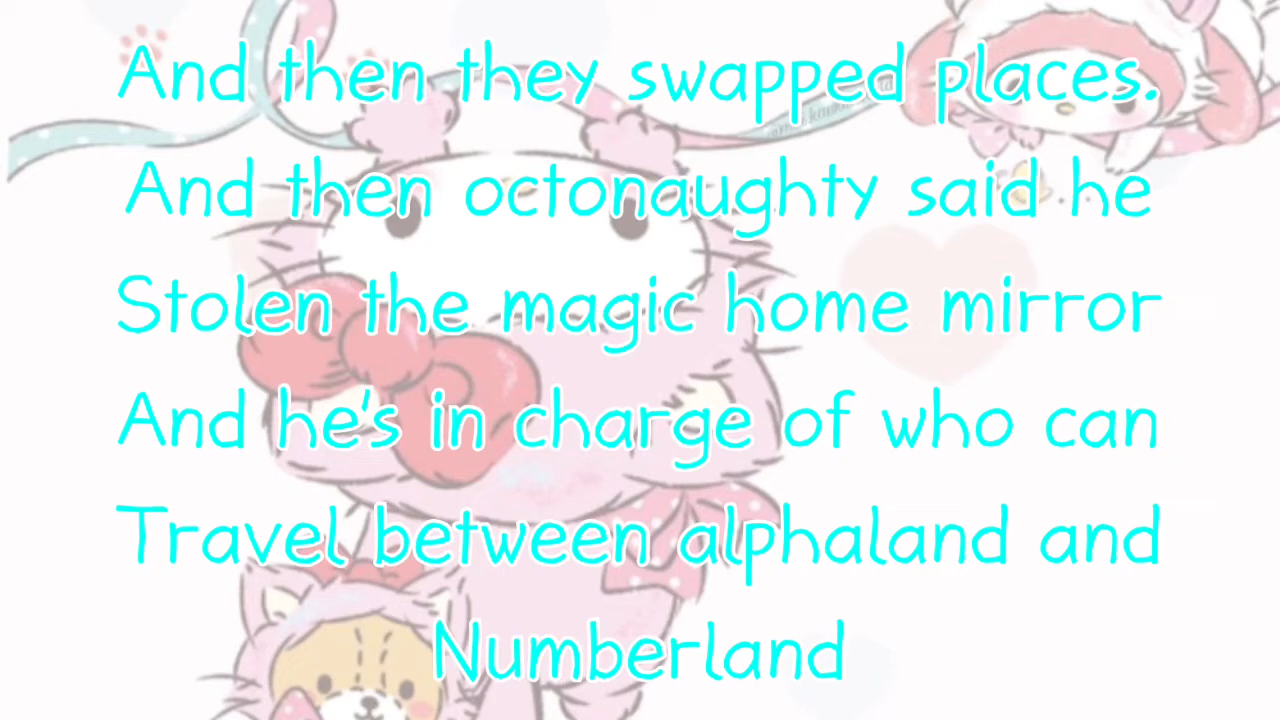 And then they swapped places.
And then octonaughty said he
Stolen the magic home mirror
And he's in charge of who can
Travel between alphaland and
Numberland